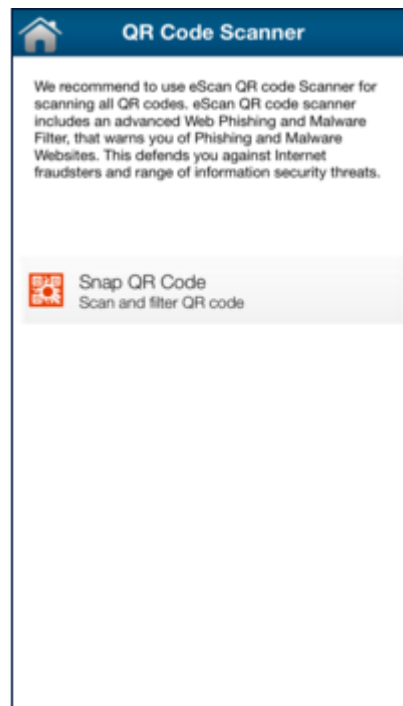 QR Code Scanner
We recommend to use eScan QR code Scanner for
scanning all QR codes. eScan QR code scanner
includes an advanced Web Phishing and Malware
Filter, that warns you of Phishing and Malware
Websites. This defends you against Internet
fraudsters and range of information security threats.
Snap QR Code
Scan and filter QR code